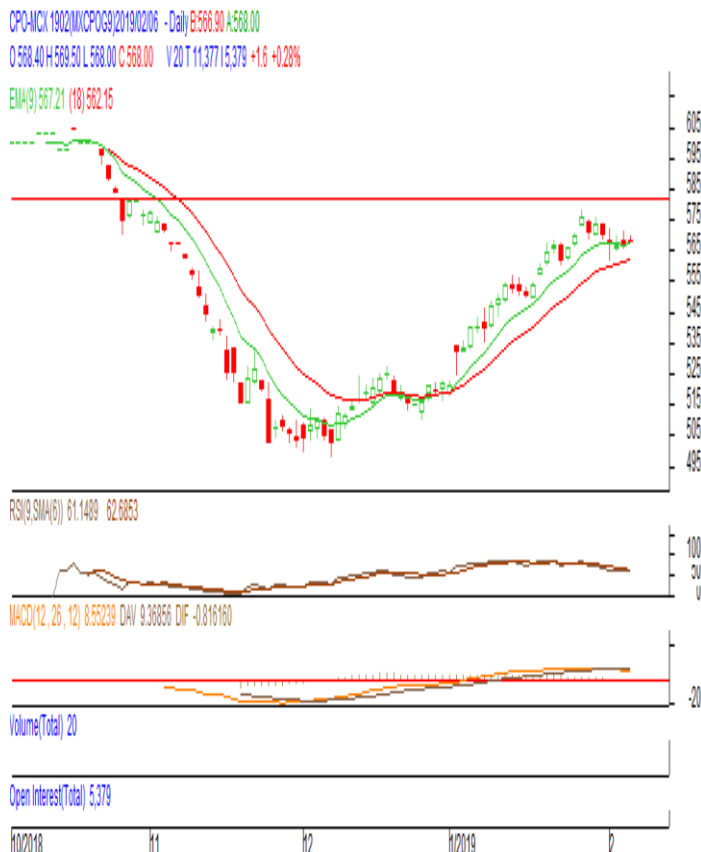 CPO-MCX 1902(MXCPOG9)2019/02/06 - Daily B:566.90 A:568.00
O 568.40 H 569.50 L 568.00 C 568.00 V 20 T 11,377 I 5,379 +1.6 +0.28%
EMA(9) 567.21 (18) 562.15
605
595
585
575
565
555
545
535
525
515
505
495
RSI(9,SMA(6)) 61.1489 62.6853
100
50
0
MACD(12 , 26 , 12) 8.55239 DAV 9.36856 DIF -0.816160
-20
Volume(Total) 20
Open Interest(Total) 5,379
10/2018 11 12 1/2019 2